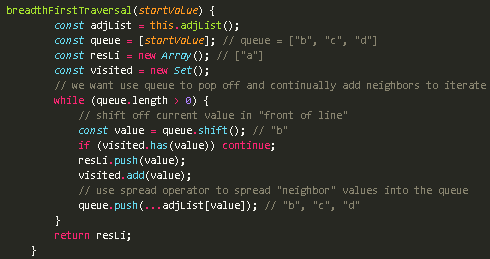 breadthFirstTraversal(startValue) {
const adjList = this.adjList();
const queue = [startValue]; // queue = ["b", "c", "d"]
const resLi = new Array(); // ["a"]
const visited = new Set();
// we want use queue to pop off and continually add neighbors to iterate
while (queue.length > 0) {
// shift off current value in "front of line"
const value = queue.shift(); // "b"
if (visited.has(value)) continue;
resLi.push(value);
visited.add(value);
// use spread operator to spread "neighbor" values into the queue
queue.push(...adjList[value]); // "b", "c", "d"
}
return resLi;
}